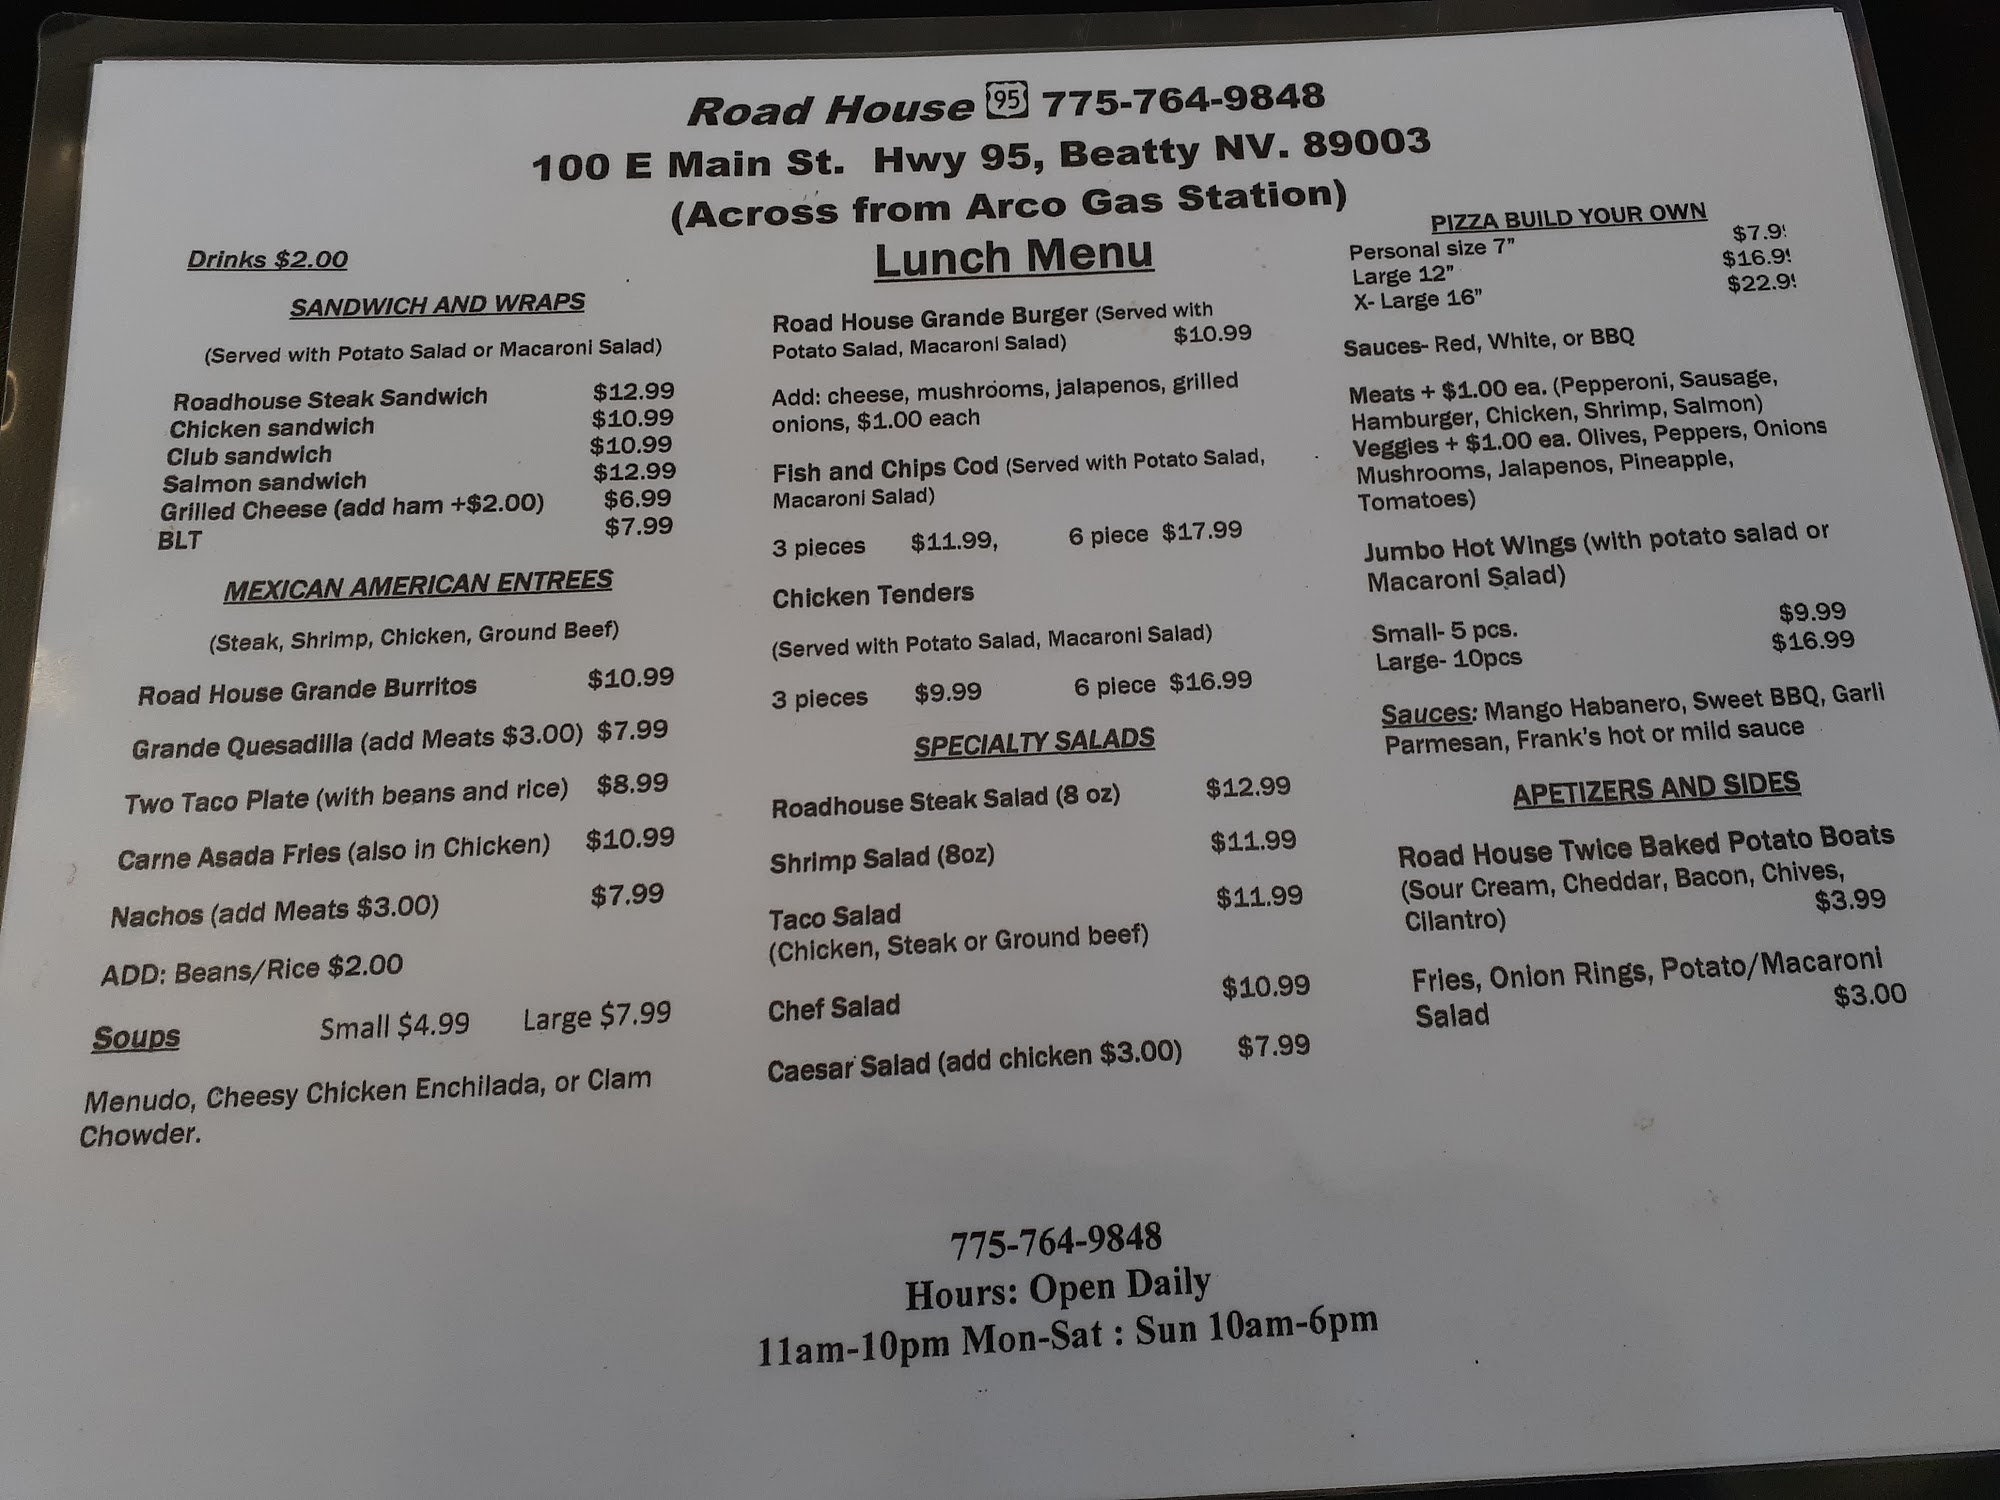 Road House 95 775-764-9848
100 E Main St. Hwy 95, Beatty NV. 89003
(Across from Arco Gas Station)
Lunch Menu
Drinks $2.00
SANDWICH AND WRAPS
(Served with Potato Salad or Macaroni Salad)
Roadhouse Steak Sandwich $12.99
Chicken sandwich $10.99
Club sandwich $10.99
Salmon sandwich $12.99
Grilled Cheese (add ham +$2.00) $6.99
BLT $7.99
MEXICAN AMERICAN ENTREES
(Steak, Shrimp, Chicken, Ground Beef)
Road House Grande Burritos $10.99
Grande Quesadilla (add Meats $3.00) $7.99
Two Taco Plate (with beans and rice) $8.99
Carne Asada Fries (also in Chicken) $10.99
Nachos (add Meats $3.00) $7.99
ADD: Beans/Rice $2.00
Soups Small $4.99 Large $7.99
Menudo, Cheesy Chicken Enchilada, or Clam
Chowder.
Road House Grande Burger (Served with
Potato Salad, Macaroni Salad) $10.99
Add: cheese, mushrooms, jalapenos, grilled
onions, $1.00 each
Fish and Chips Cod (Served with Potato Salad,
Macaroni Salad)
3 pieces $11.99, 6 piece $17.99
Chicken Tenders
(Served with Potato Salad, Macaroni Salad)
3 pieces $9.99 6 piece $16.99
SPECIALTY SALADS
Roadhouse Steak Salad (8 oz) $12.99
Shrimp Salad (8oz) $11.99
Taco Salad $11.99
(Chicken, Steak or Ground beef)
Chef Salad $10.99
Caesar Salad (add chicken $3.00) $7.99
PIZZA BUILD YOUR OWN
Personal size 7" $7.9
Large 12" $16.9
X- Large 16" $22.9
Sauces- Red, White, or BBQ
Meats + $1.00 ea. (Pepperoni, Sausage,
Hamburger, Chicken, Shrimp, Salmon)
Veggies + $1.00 ea. Olives, Peppers, Onions
Mushrooms, Jalapenos, Pineapple,
Tomatoes)
Jumbo Hot Wings (with potato salad or
Macaroni Salad)
Small- 5 pcs. $9.99
Large- 10pcs $16.99
Sauces: Mango Habanero, Sweet BBQ, Garli
Parmesan, Frank's hot or mild sauce
APETIZERS AND SIDES
Road House Twice Baked Potato Boats
(Sour Cream, Cheddar, Bacon, Chives,
Cilantro) $3.99
Fries, Onion Rings, Potato/Macaroni
Salad $3.00
775-764-9848
Hours: Open Daily
11am-10pm Mon-Sat : Sun 10am-6pm